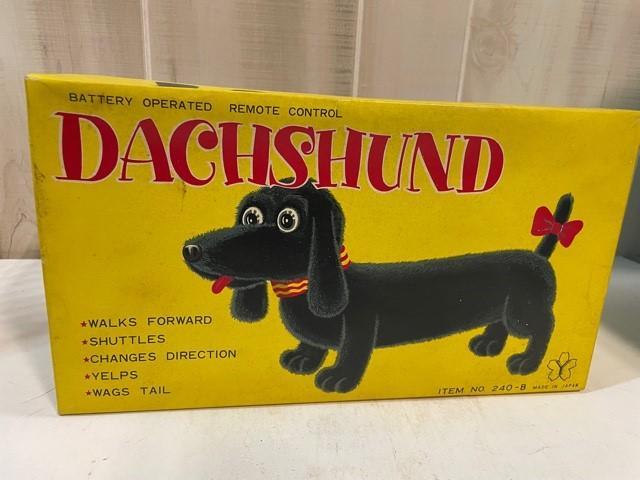 BATTERY OPERATED REMOTE CONTROL
DACHSHUND
★WALKS FORWARD
★SHUTTLES
★CHANGES DIRECTION
★YELPS
★WAGS TAIL
ITEM NO. 240-B MADE IN JAPAN